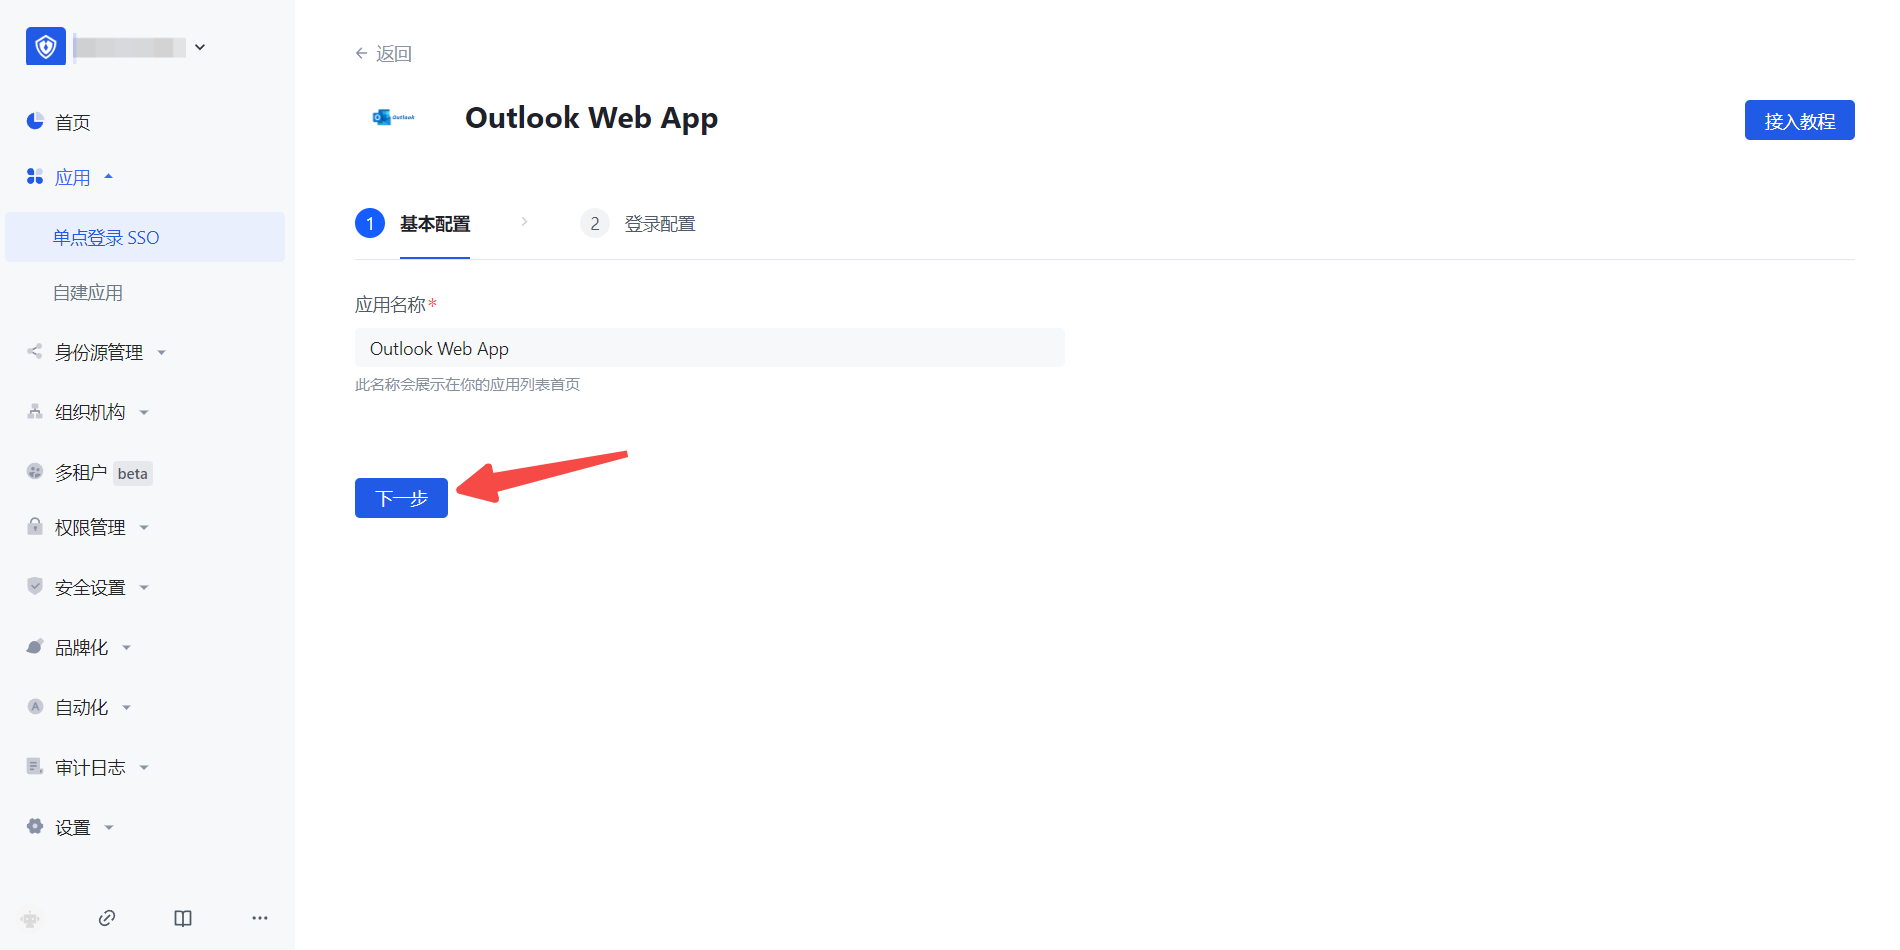 首页
应用
单点登录 SSO
自建应用
身份源管理
组织机构
多租户 beta
权限管理
安全设置
品牌化
自动化
审计日志
设置
返回
Outlook
Outlook Web App
接入教程
1 基本配置
2 登录配置
应用名称*
Outlook Web App
此名称会展示在你的应用列表首页
下一步